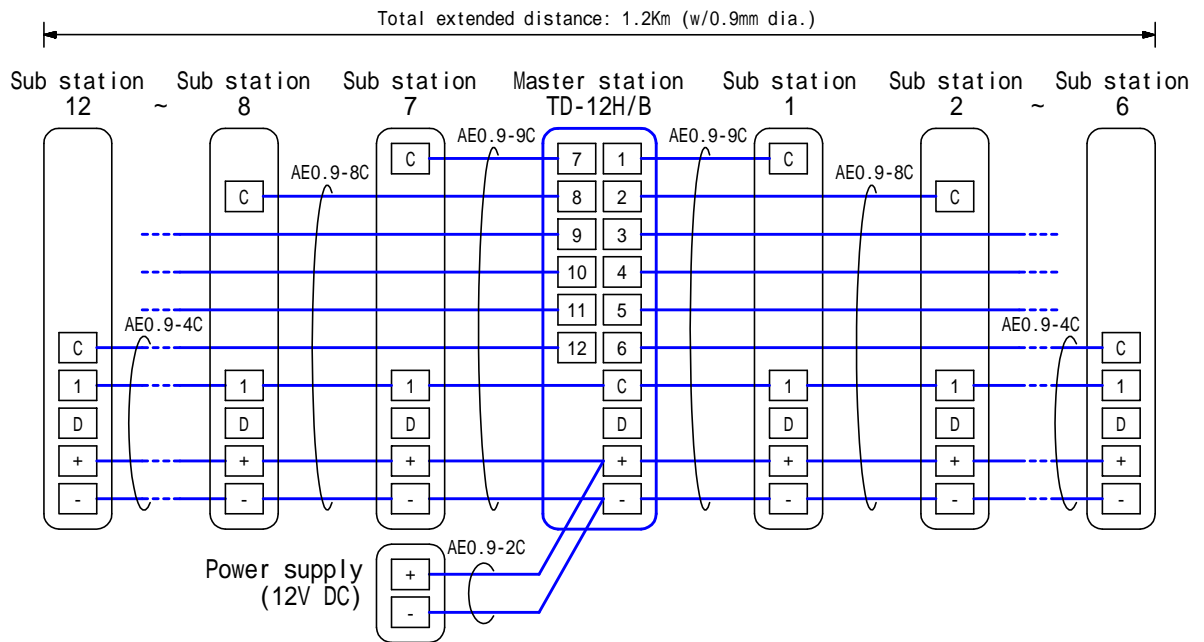 Total extended distance: 1.2Km (w/0.9mm dia.)
Sub station Sub station Sub station Master station Sub station Sub station Sub station
12 ~ 8 7 TD-12H/B 1 2 ~ 6
AE0.9-9C AE0.9-9C
C 7 1 C
AE0.9-8C AE0.9-8C
C 8 2 C
9 3
10 4
11 5
AE0.9-4C AE0.9-4C
C 12 6 C
1 1 1 C 1 1 1
D D D D D D D
+ + + + + + +
- - - - - - -
AE0.9-2C
Power supply +
(12V DC) -